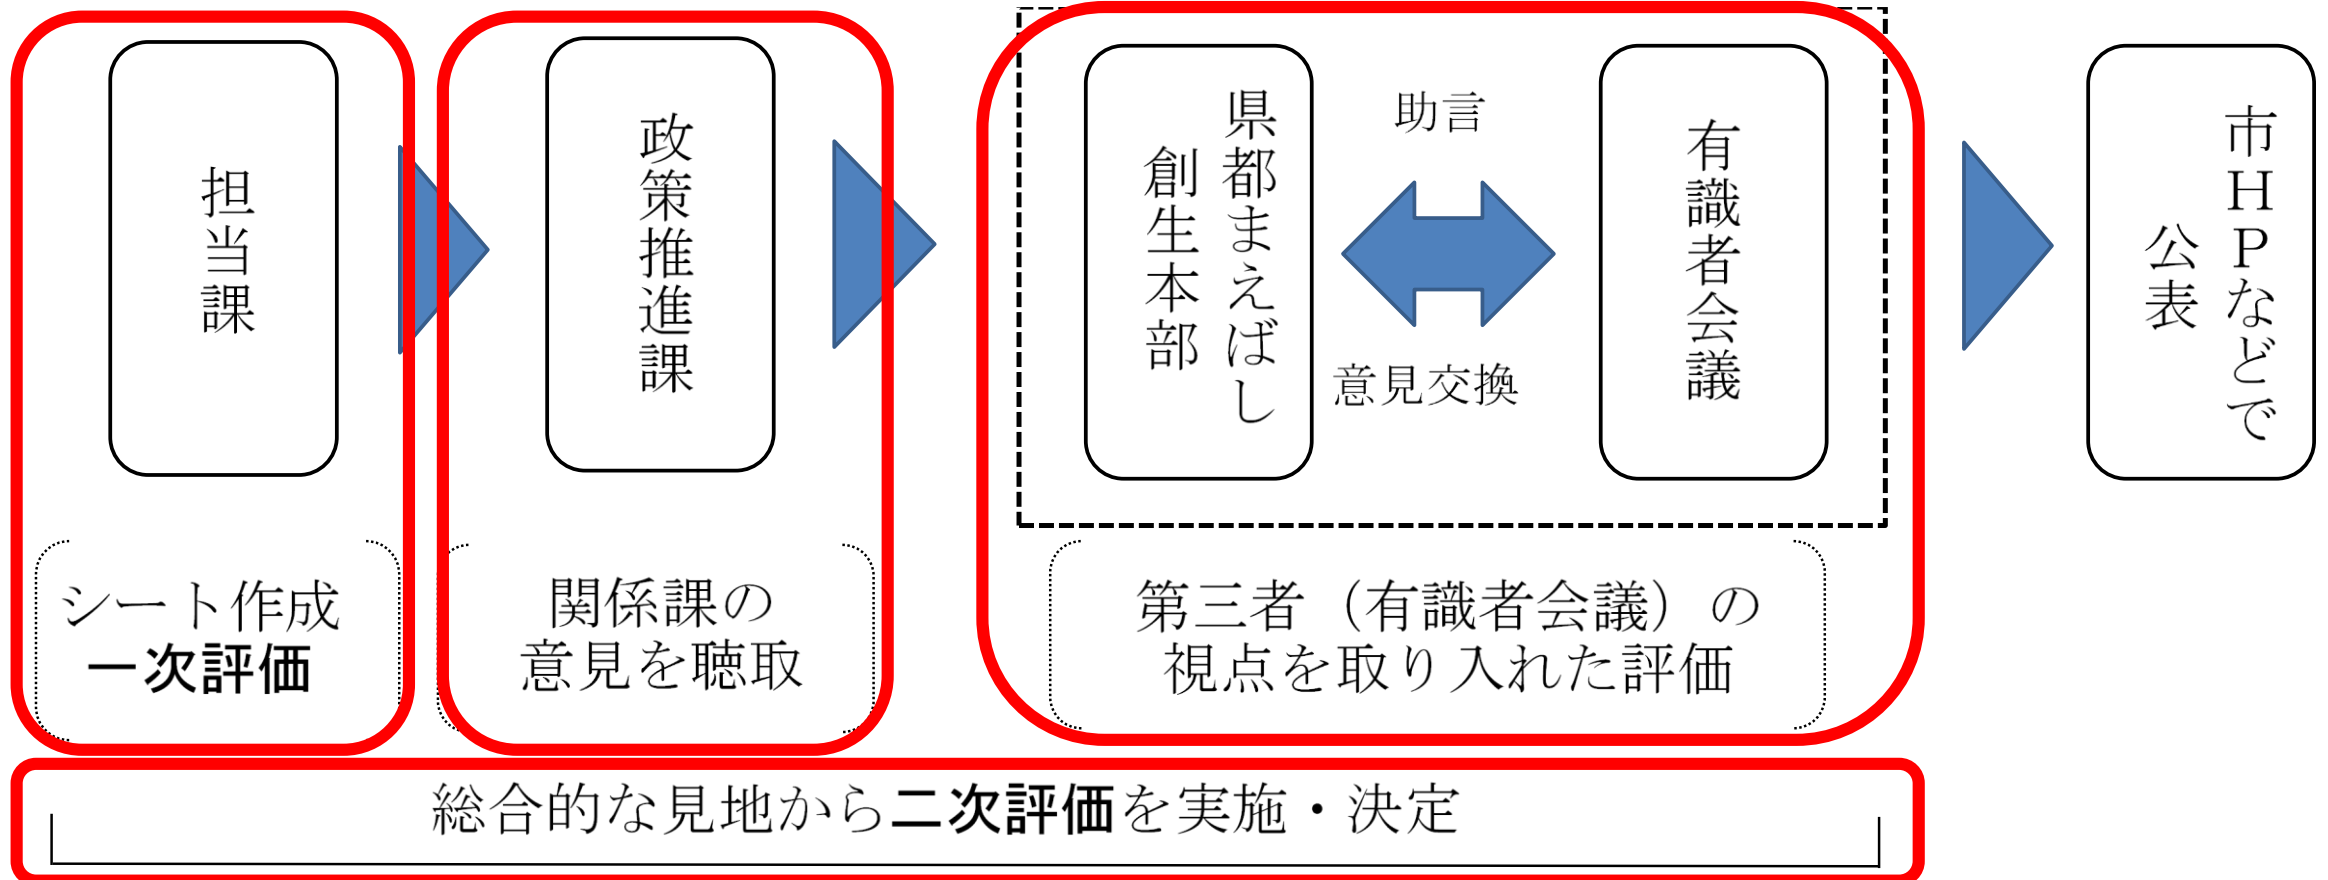 担当課
シート作成
一次評価
政策推進課
関係課の
意見を聴取
県都まえばし
創生本部
助言
意見交換
有識者会議
第三者（有識者会議）の
視点を取り入れた評価
市ＨＰなどで
公表
総合的な見地から二次評価を実施・決定